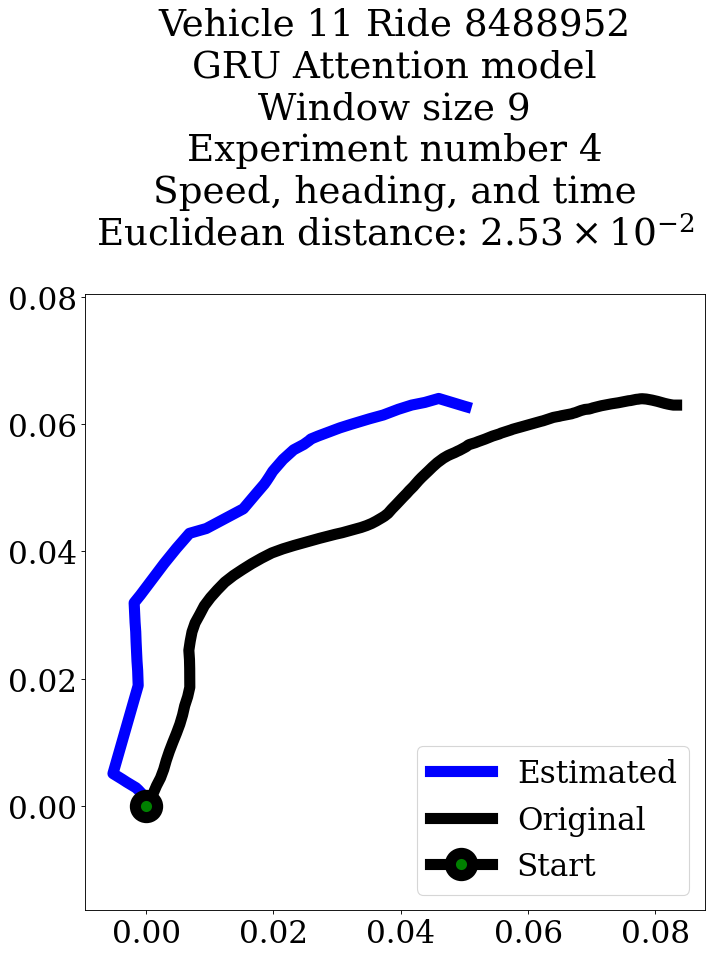 Vehicle 11 Ride 8488952
GRU Attention model
Window size 9
Experiment number 4
Speed, heading, and time
Euclidean distance: 2.53 × 10⁻²
0.08
0.06
0.04
0.02
0.00
Estimated
Original
Start
0.00 0.02 0.04 0.06 0.08